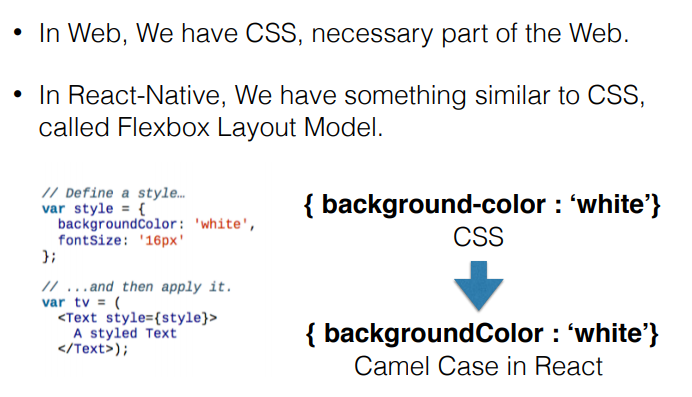 • In Web, We have CSS, necessary part of the Web.
• In React-Native, We have something similar to CSS,
called Flexbox Layout Model.
// Define a style…
var style = {
  backgroundColor: 'white',
  fontSize: '16px'
};
// ...and then apply it.
var tv = (
  <Text style={style}>
    A styled Text
  </Text>);
{ background-color : ‘white’}
CSS
{ backgroundColor : ‘white’}
Camel Case in React